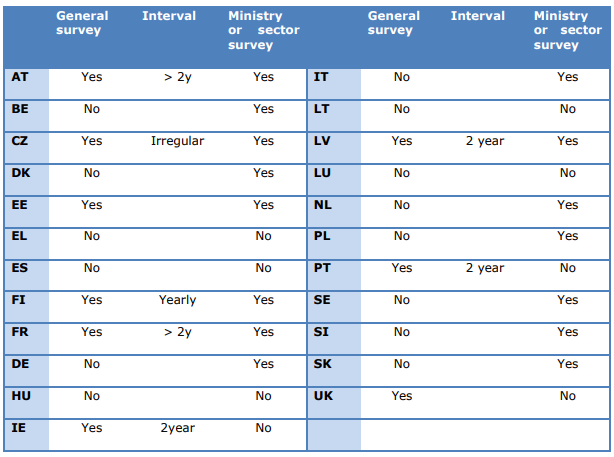 General survey Interval Ministry or sector survey General survey Interval Ministry or sector survey
AT Yes > 2y Yes IT No Yes
BE No Yes LT No No
CZ Yes Irregular Yes LV Yes 2 year Yes
DK No Yes LU No No
EE Yes Yes NL No Yes
EL No No PL No Yes
ES No No PT Yes 2 year No
FI Yes Yearly Yes SE No Yes
FR Yes > 2y Yes SI No Yes
DE No Yes SK No Yes
HU No No UK Yes No
IE Yes 2year No